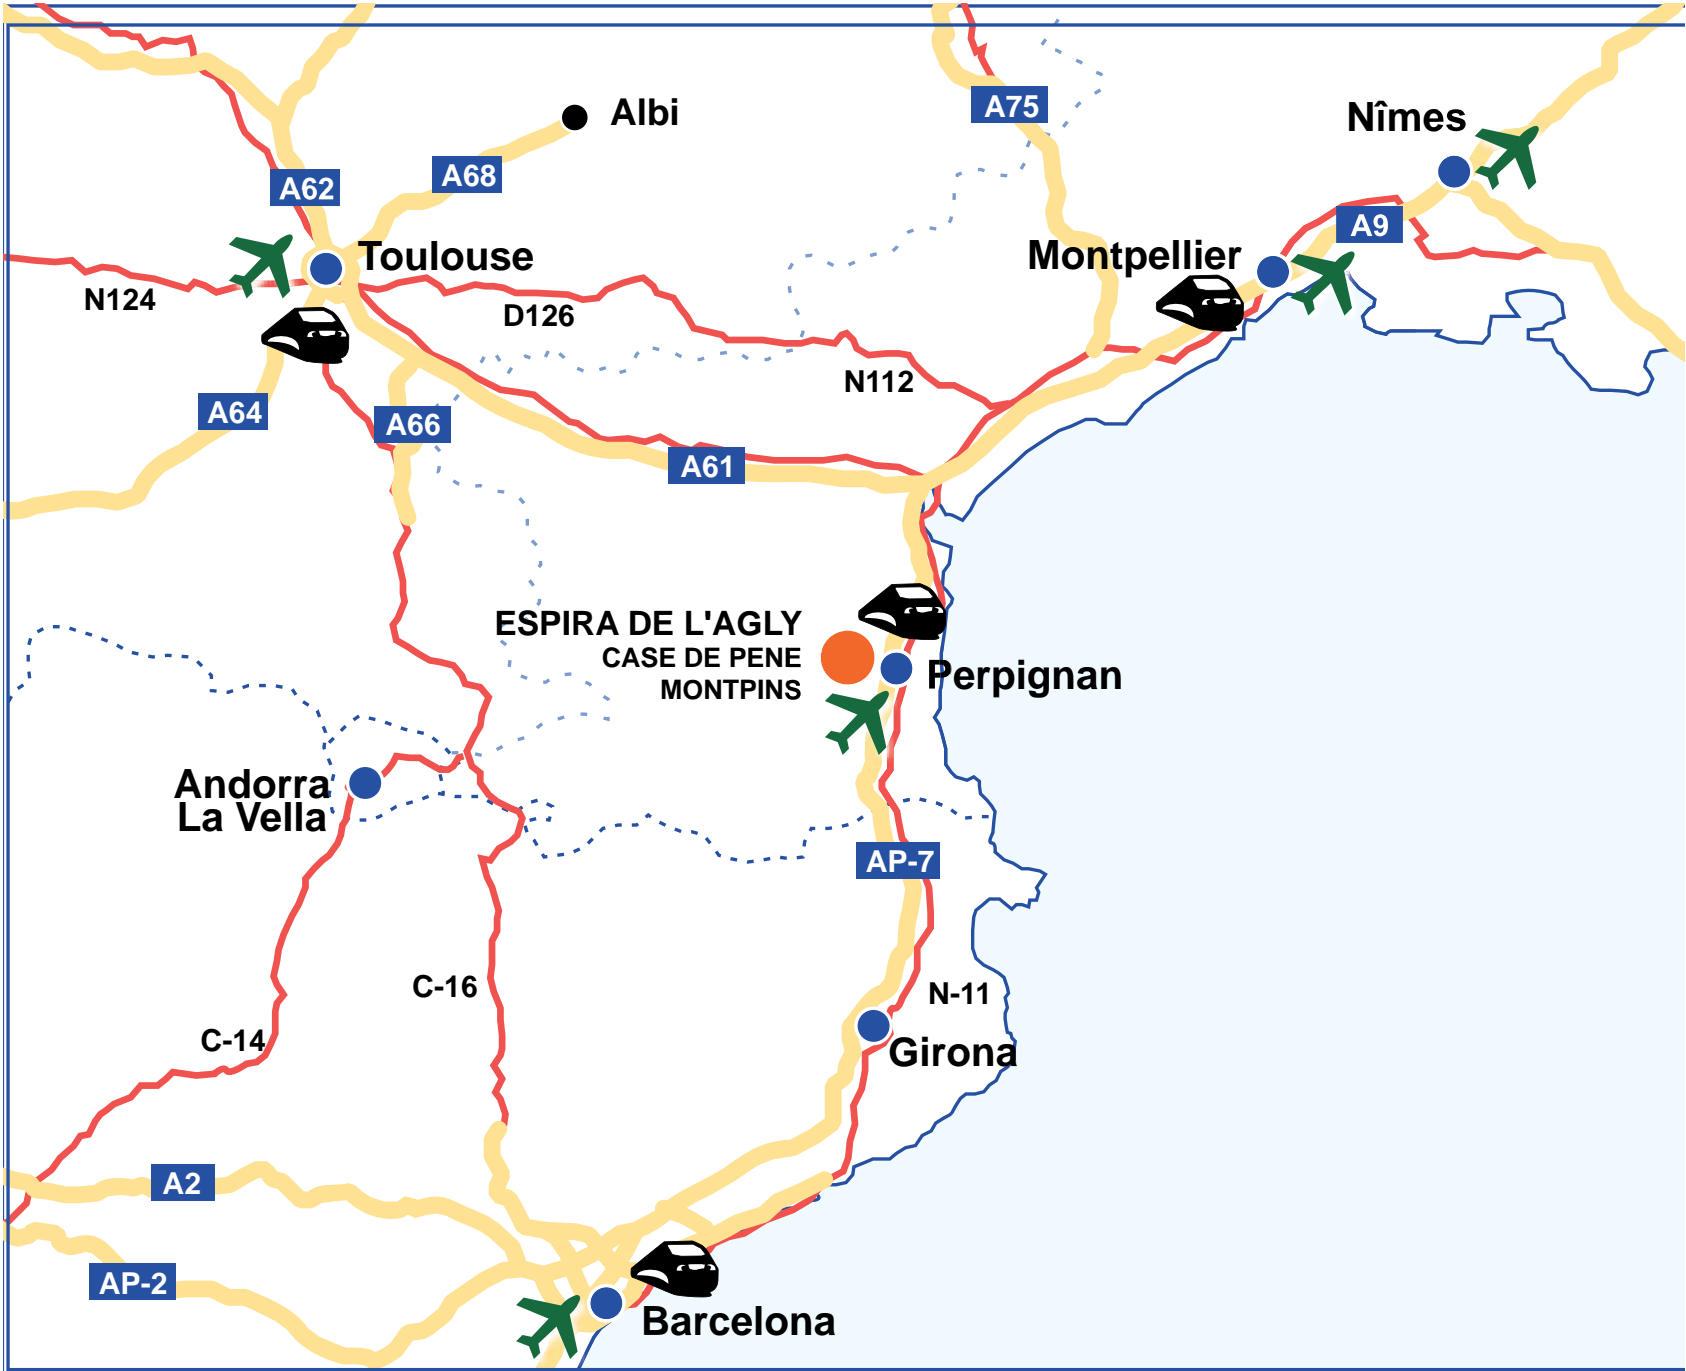 A75
Albi
Nîmes
A68
A62
A9
Toulouse
Montpellier
N124
D126
N112
A64
A66
A61
ESPIRA DE L'AGLY
CASE DE PENE
MONTPINS
Perpignan
Andorra
La Vella
AP-7
C-16
N-11
C-14
Girona
A2
AP-2
Barcelona